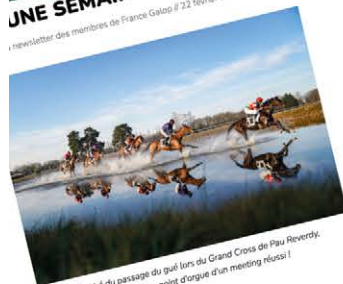 UNE SEMA
newsletter des membres de France Galop // 22 févri
du passage du gué lors du Grand Cross de Pau Reverdy,
point d'orgue d'un meeting réussi !